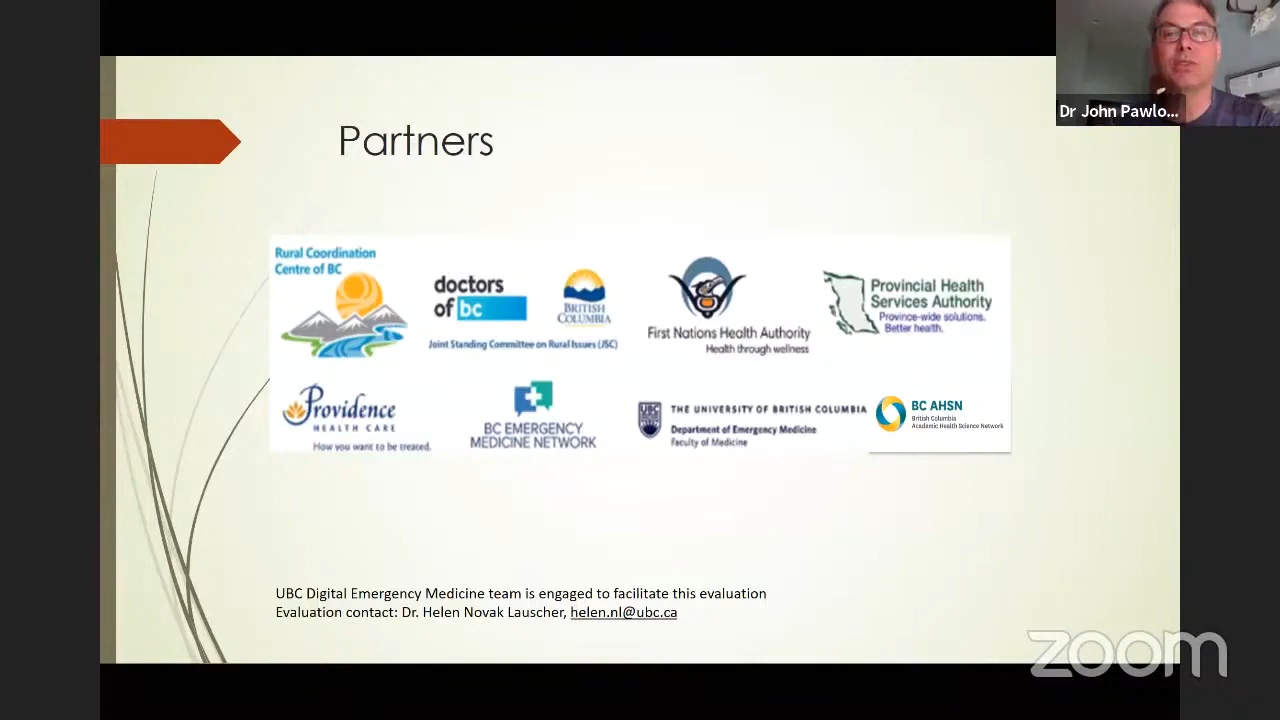 Dr John Pawlo...
Partners
Rural Coordination
Centre of BC
doctors
of bc
BRITISH
COLUMBIA
Joint Standing Committee on Rural Issues (JSC)
First Nations Health Authority
Health through wellness
Provincial Health
Services Authority
Province-wide solutions.
Better health.
Providence
HEALTH CARE
How you want to be treated.
BC EMERGENCY
MEDICINE NETWORK
UBC
THE UNIVERSITY OF BRITISH COLUMBIA
Department of Emergency Medicine
Faculty of Medicine
BC AHSN
British Columbia
Academic Health Science Network
UBC Digital Emergency Medicine team is engaged to facilitate this evaluation
Evaluation contact: Dr. Helen Novak Lauscher, helen.nl@ubc.ca
zoom